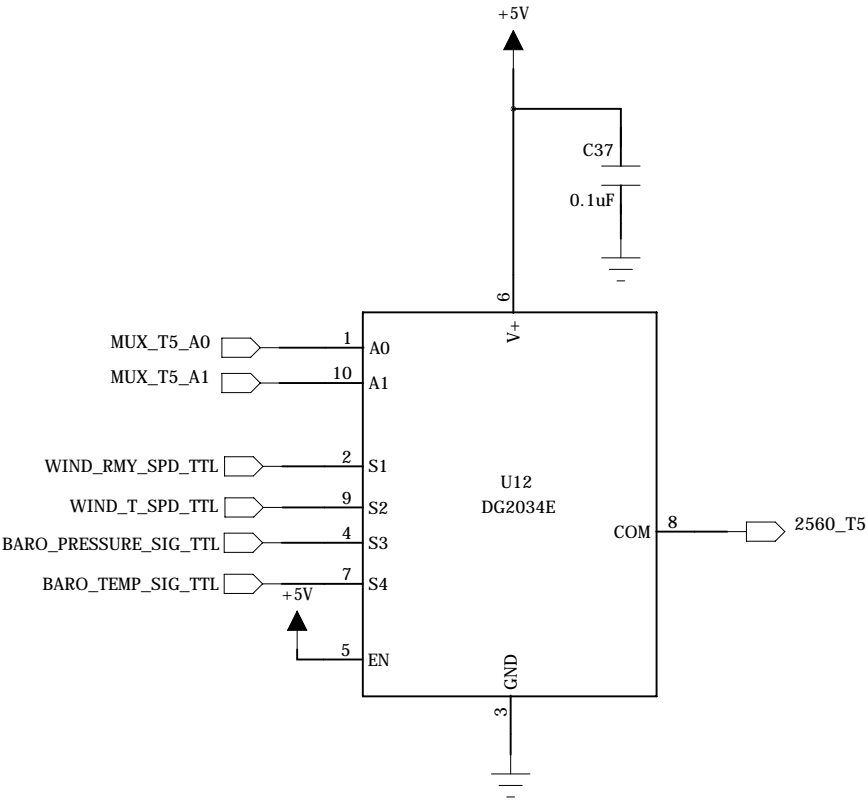 +5V
C37
0.1uF
6
V+
MUX_T5_A0
1
A0
MUX_T5_A1
10
A1
WIND_RMY_SPD_TTL
2
S1
U12
WIND_T_SPD_TTL
9
S2
DG2034E
BARO_PRESSURE_SIG_TTL
4
S3
COM
8
2560_T5
BARO_TEMP_SIG_TTL
7
S4
+5V
5
EN
GND
3